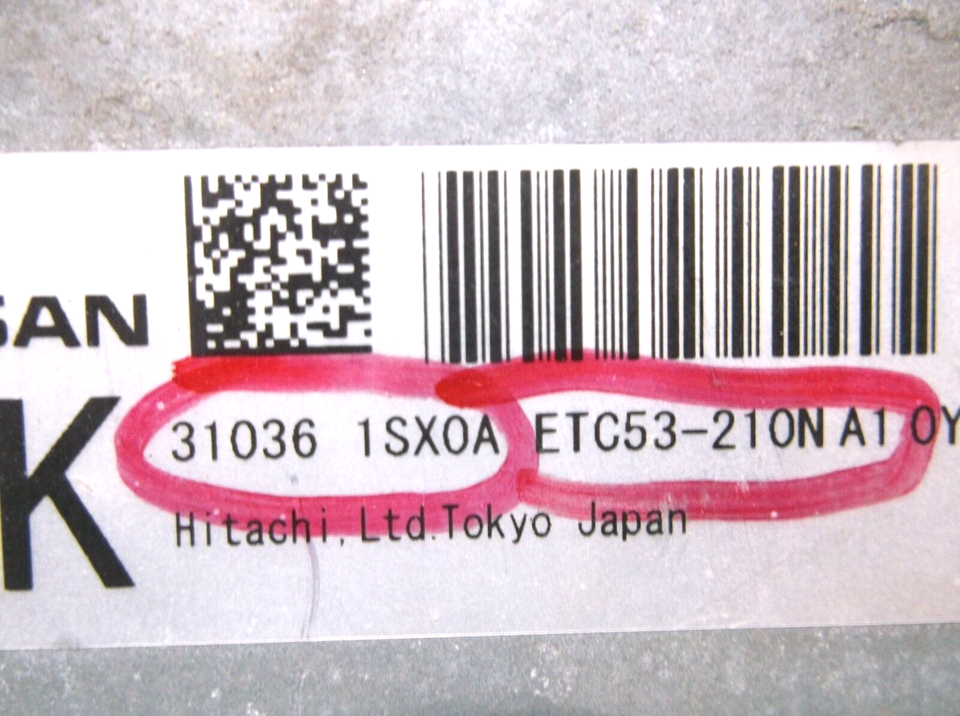 SAN
K
31036 1SX0A ETC53-210N A1 0Y
Hitachi, Ltd. Tokyo Japan